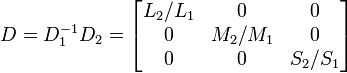 D = D_1^{-1} D_2 = \begin{bmatrix} L_2/L_1 & 0 & 0 \\ 0 & M_2/M_1 & 0 \\ 0 & 0 & S_2/S_1 \end{bmatrix}